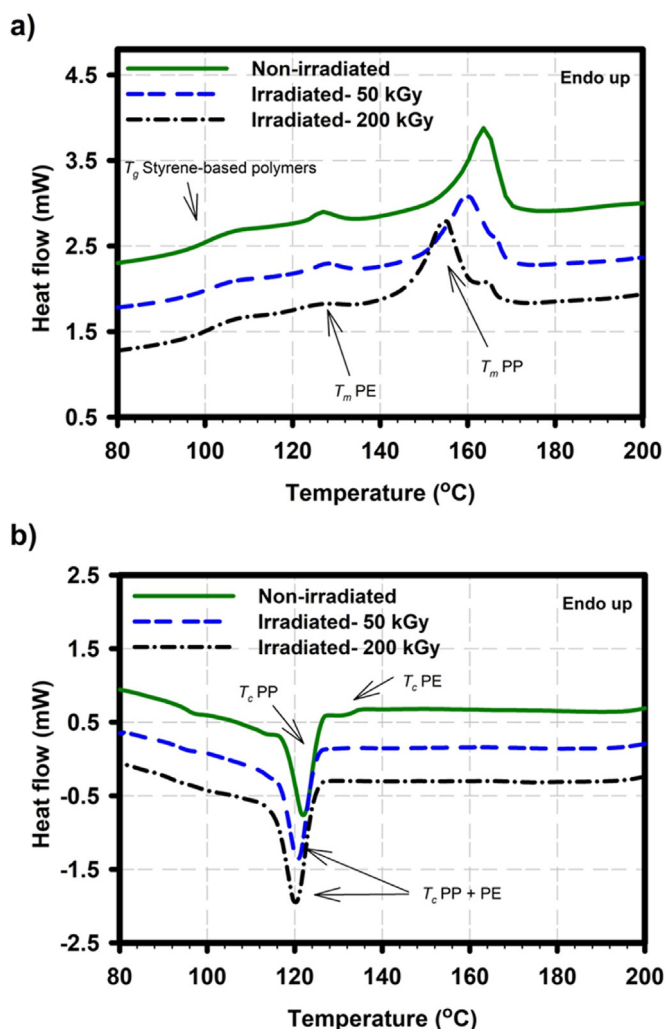 a)
4.5
3.5
2.5
1.5
0.5
Heat flow (mW)
Non-irradiated
Irradiated- 50 kGy
Irradiated- 200 kGy
Endo up
Tg Styrene-based polymers
Tm PE
Tm PP
80 100 120 140 160 180 200
Temperature (oC)
b)
2.5
1.5
0.5
-0.5
-1.5
-2.5
Heat flow (mW)
Non-irradiated
Irradiated- 50 kGy
Irradiated- 200 kGy
Endo up
Tc PP
Tc PE
Tc PP + PE
80 100 120 140 160 180 200
Temperature (oC)